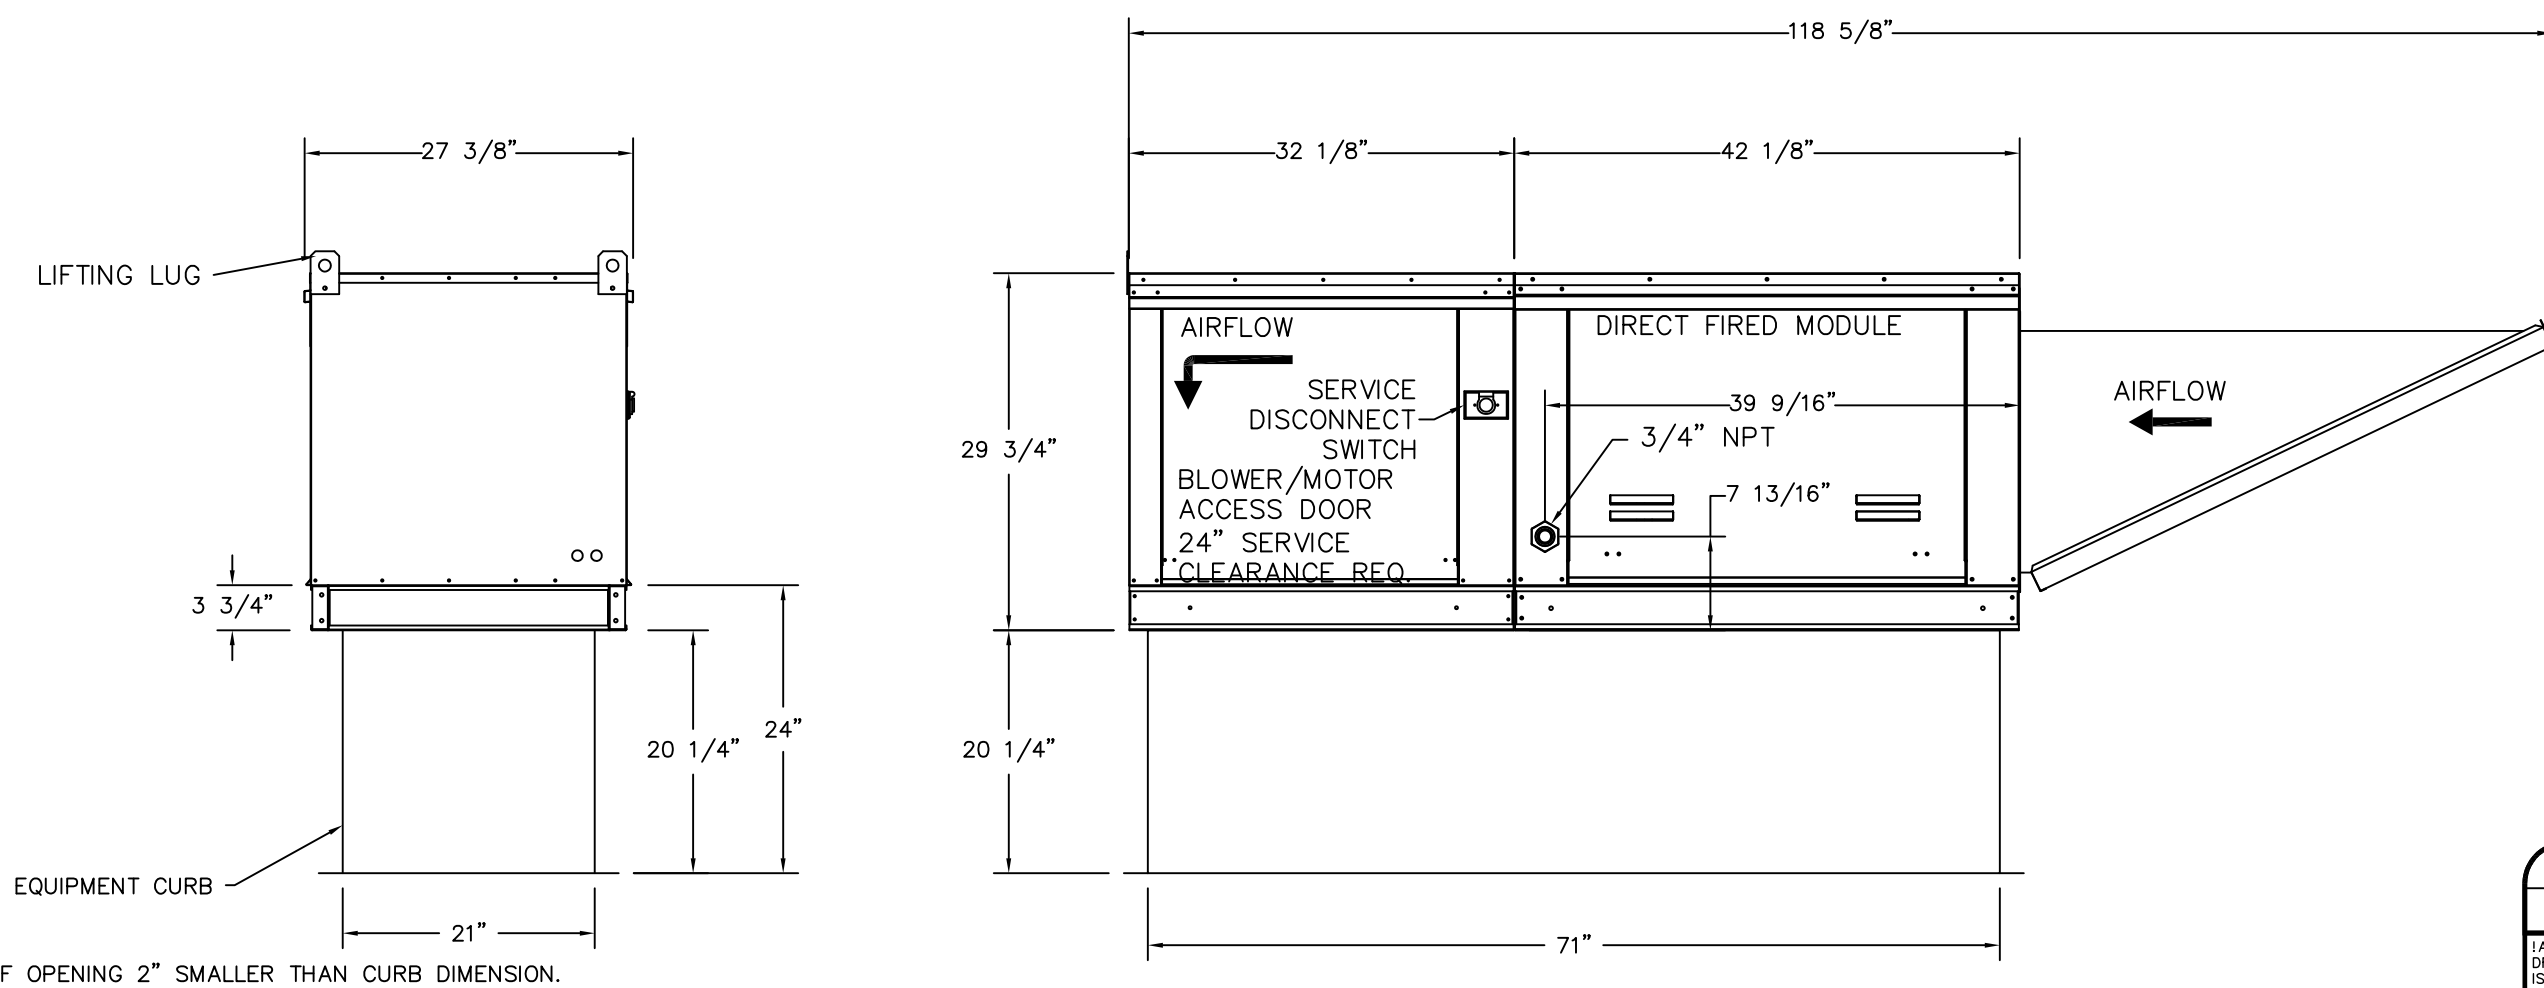 118 5/8"
27 3/8"
32 1/8"
42 1/8"
LIFTING LUG
AIRFLOW
DIRECT FIRED MODULE
SERVICE
DISCONNECT
SWITCH
39 9/16"
AIRFLOW
3/4" NPT
29 3/4"
BLOWER/MOTOR
ACCESS DOOR
24" SERVICE
CLEARANCE REQ.
7 13/16"
3 3/4"
24"
20 1/4"
20 1/4"
EQUIPMENT CURB
21"
71"
F OPENING 2" SMALLER THAN CURB DIMENSION.